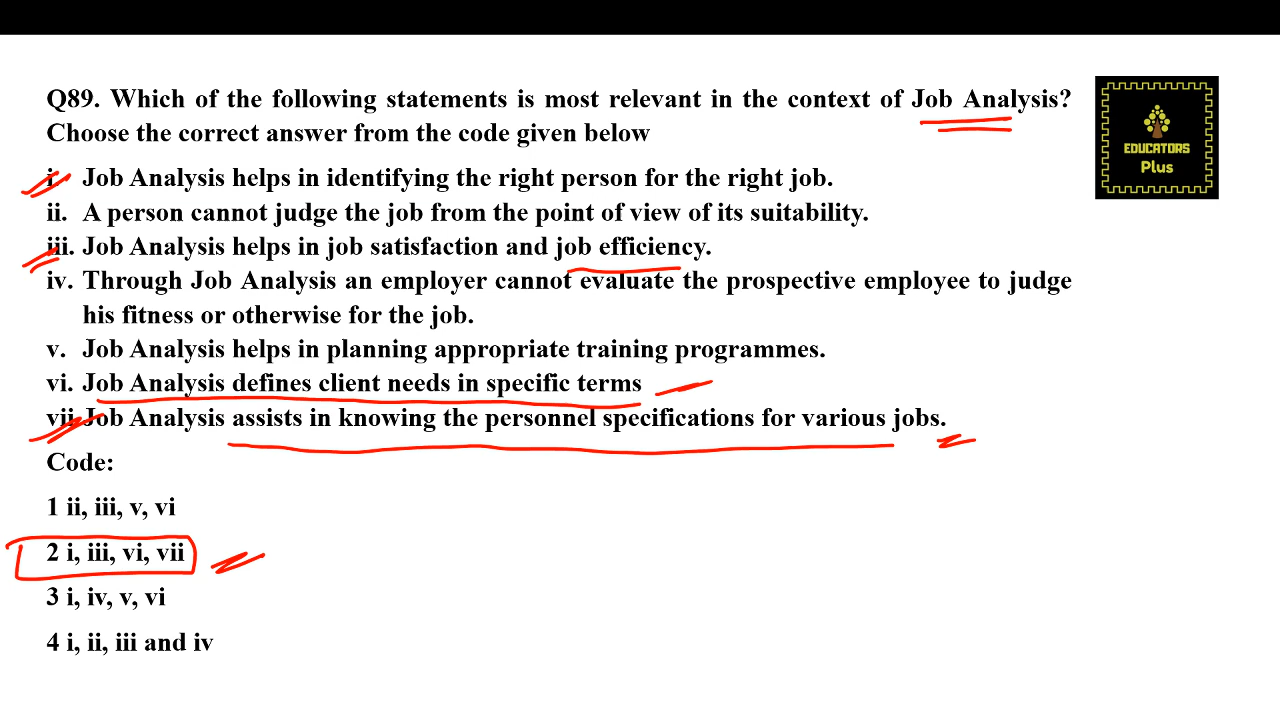 Q89. Which of the following statements is most relevant in the context of Job Analysis?
Choose the correct answer from the code given below
i. Job Analysis helps in identifying the right person for the right job.
ii. A person cannot judge the job from the point of view of its suitability.
iii. Job Analysis helps in job satisfaction and job efficiency.
iv. Through Job Analysis an employer cannot evaluate the prospective employee to judge
his fitness or otherwise for the job.
v. Job Analysis helps in planning appropriate training programmes.
vi. Job Analysis defines client needs in specific terms
vii. Job Analysis assists in knowing the personnel specifications for various jobs.
Code:
1 ii, iii, v, vi
2 i, iii, vi, vii
3 i, iv, v, vi
4 i, ii, iii and iv
EDUCATORS
Plus